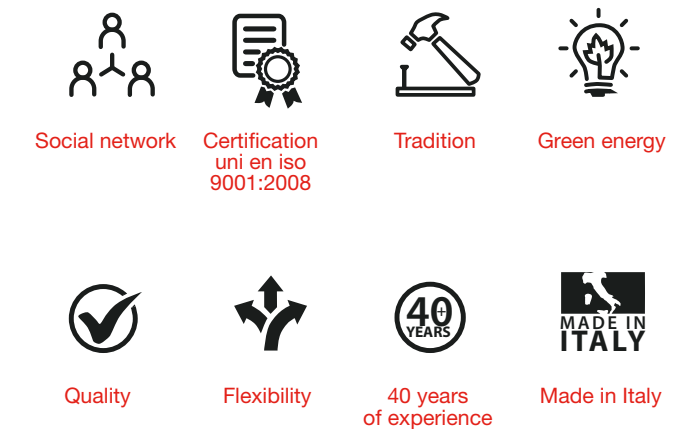 Social network
Certification
uni en iso
9001:2008
Tradition
Green energy
40+
YEARS
MADE IN
ITALY
Quality
Flexibility
40 years
of experience
Made in Italy